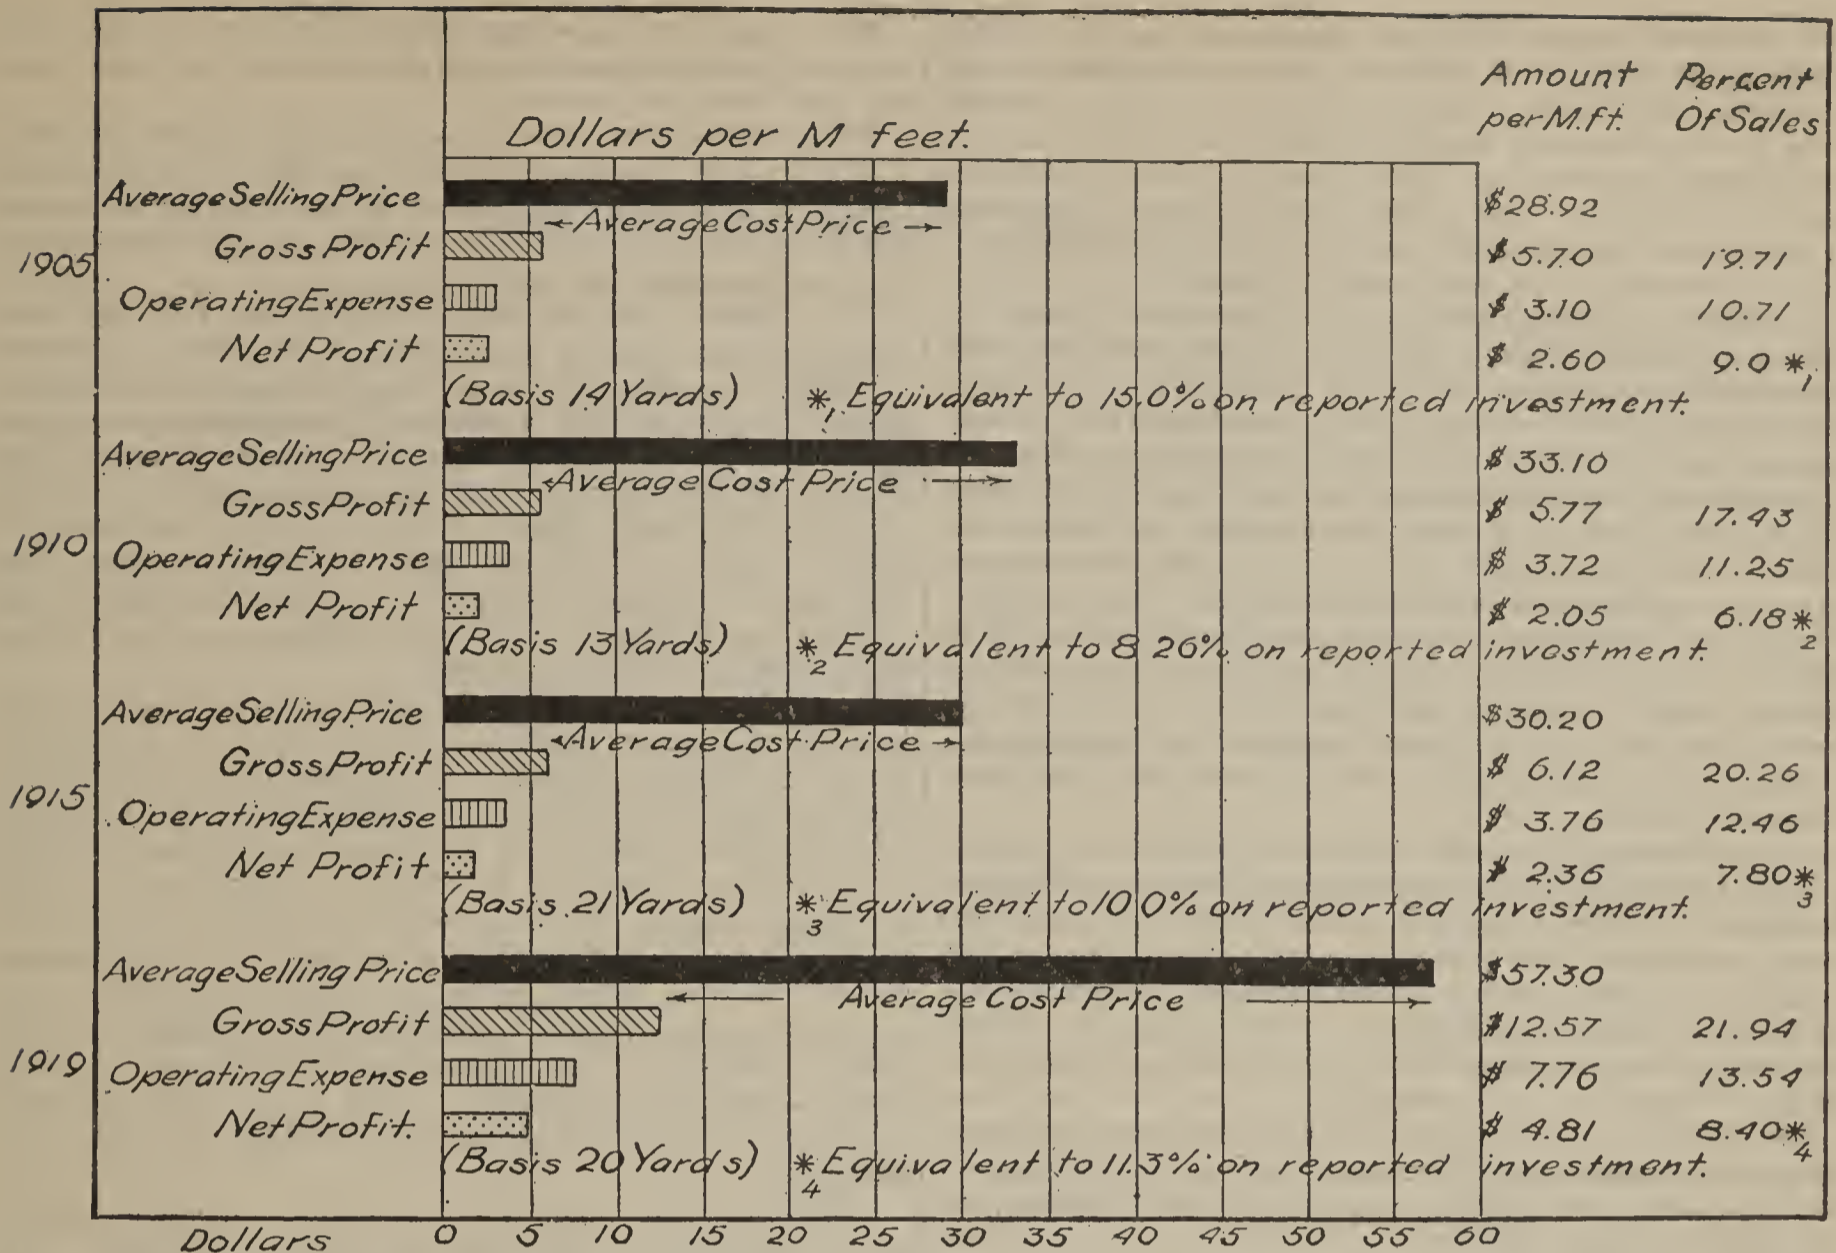 Amount Percent
per M.ft. Of Sales
Dollars per M feet.
1905
Average Selling Price $28.92
←Average Cost Price→
Gross Profit $5.70 19.71
Operating Expense $3.10 10.71
Net Profit $2.60 9.0 *1
(Basis 14 Yards) *1 Equivalent to 15.0% on reported investment.
1910
Average Selling Price $33.10
←Average Cost Price →
Gross Profit $5.77 17.43
Operating Expense $3.72 11.25
Net Profit $2.05 6.18 *2
(Basis 13 Yards) *2 Equivalent to 8 26% on reported investment.
1915
Average Selling Price $30.20
←Average Cost Price→
Gross Profit $6.12 20.26
Operating Expense $3.76 12.46
Net Profit $2.36 7.80 *3
(Basis 21 Yards) *3 Equivalent to 10 0% on reported investment.
1919
Average Selling Price $57.30
← Average Cost Price →
Gross Profit $12.57 21.94
Operating Expense $7.76 13.54
Net Profit. $4.81 8.40 *4
(Basis 20 Yards) *4 Equivalent to 11.3% on reported investment.
Dollars 0 5 10 15 20 25 30 35 40 45 50 55 60